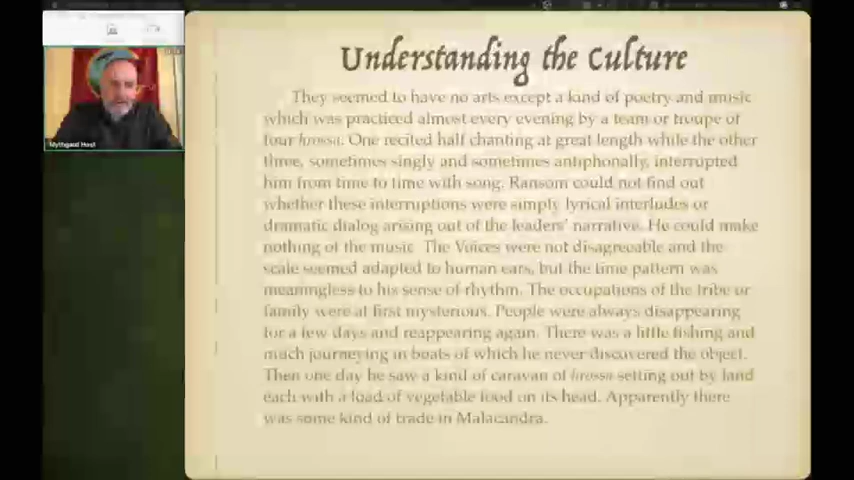 Understanding the Culture
They seemed to have no arts except a kind of poetry and music
which was practiced almost every evening by a team or troupe of
four hrossa. One recited half chanting at great length while the other
three, sometimes singly and sometimes antiphonally, interrupted
him from time to time with song. Ransom could not find out
whether these interruptions were simply lyrical interludes or
dramatic dialog arising out of the leaders' narrative. He could make
nothing of the music. The Voices were not disagreeable and the
scale seemed adapted to human ears, but the time pattern was
meaningless to his sense of rhythm. The occupations of the tribe or
family were at first mysterious. People were always disappearing
for a few days and reappearing again. There was a little fishing and
much journeying in boats of which he never discovered the object.
Then one day he saw a kind of caravan of hrossa setting out by land
each with a load of vegetable food on its head. Apparently there
was some kind of trade in Malacandra.
Mythgard Host